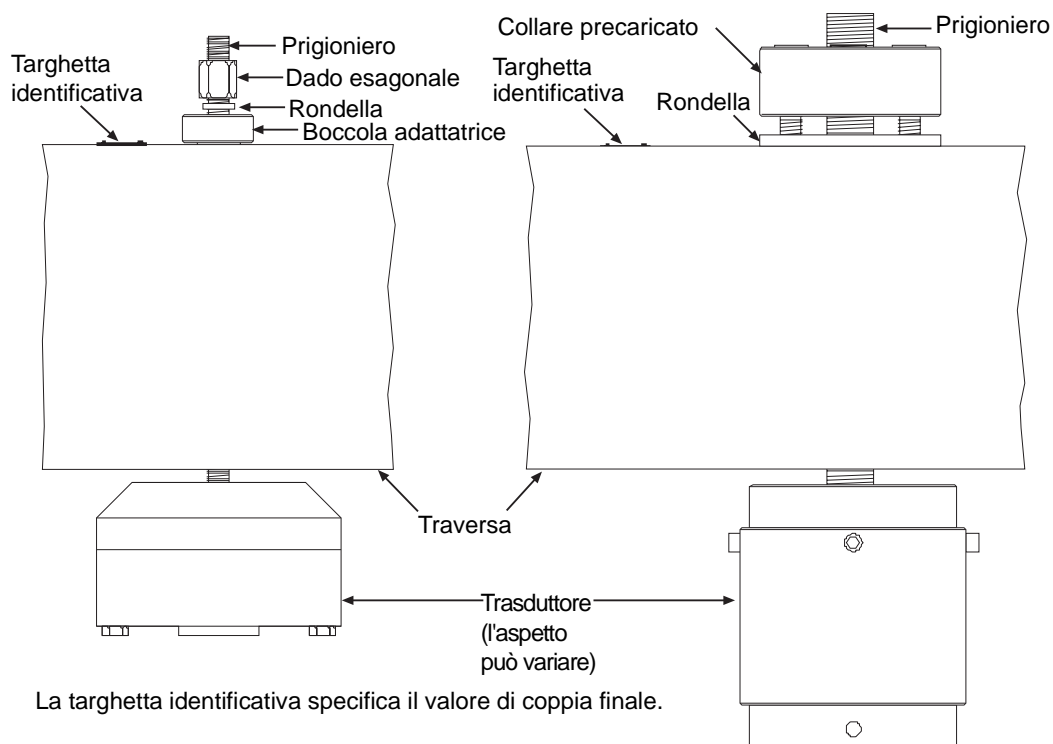 Prigioniero
Dado esagonale
Targhetta
identificativa
Rondella
Boccola adattatrice
Collare precaricato
Prigioniero
Targhetta
identificativa
Rondella
Traversa
Trasduttore
(l'aspetto
può variare)
La targhetta identificativa specifica il valore di coppia finale.